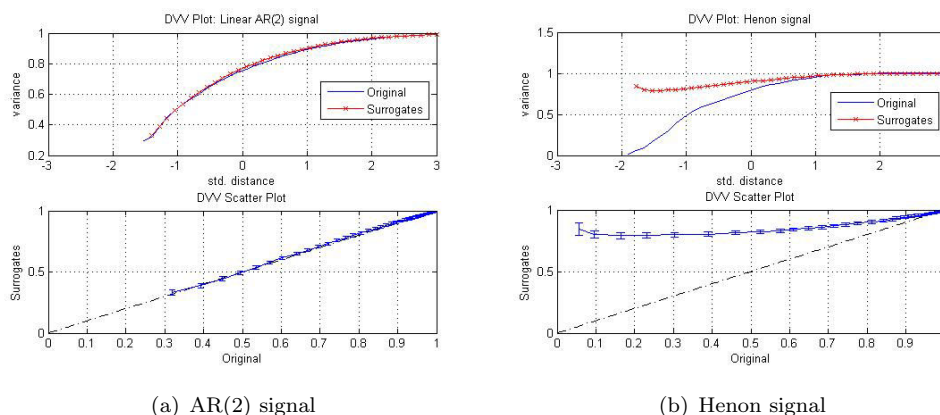 DVV Plot: Linear AR(2) signal
1
0.8
0.6
0.4
0.2
variance
Original
Surrogates
-3
-2
-1
0
1
2
3
std. distance
DVV Scatter Plot
1
0.5
0
Surrogates
0
0.1
0.2
0.3
0.4
0.5
0.6
0.7
0.8
0.9
1
Original
(a) AR(2) signal
DVV Plot: Henon signal
1.5
1
0.5
0
variance
Original
Surrogates
-3
-2
-1
0
1
2
std. distance
DVV Scatter Plot
1
0.5
0
Surrogates
0
0.1
0.2
0.3
0.4
0.5
0.6
0.7
0.8
0.9
Original
(b) Henon signal